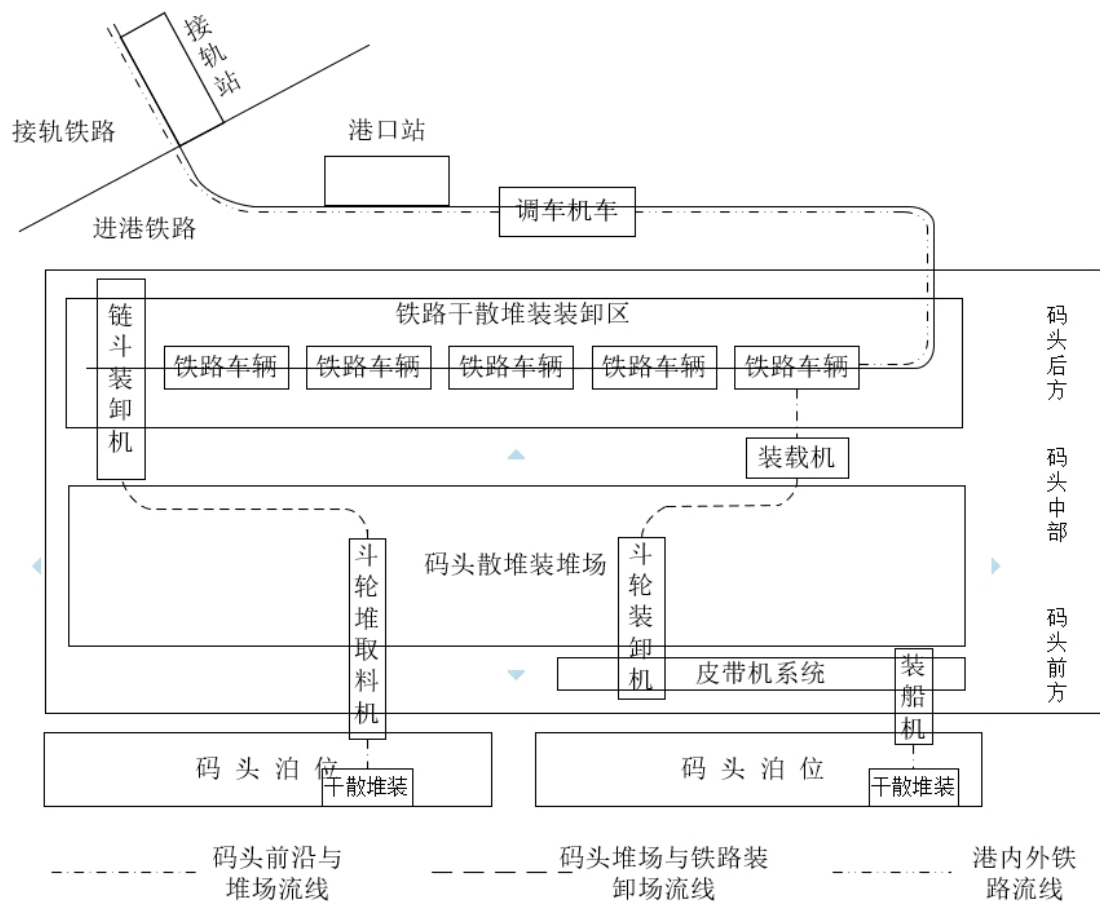 接轨站
接轨铁路
港口站
调车机车
进港铁路
链斗装卸机
铁路干散堆装装卸区
铁路车辆
铁路车辆
铁路车辆
铁路车辆
铁路车辆
码头后方
装载机
码头中部
斗轮堆取料机
码头散堆装堆场
斗轮装卸机
码头前方
皮带机系统
装船机
码头泊位
干散堆装
码头泊位
干散堆装
码头前沿与
堆场流线
码头堆场与铁路装
卸场流线
港内外铁
路流线